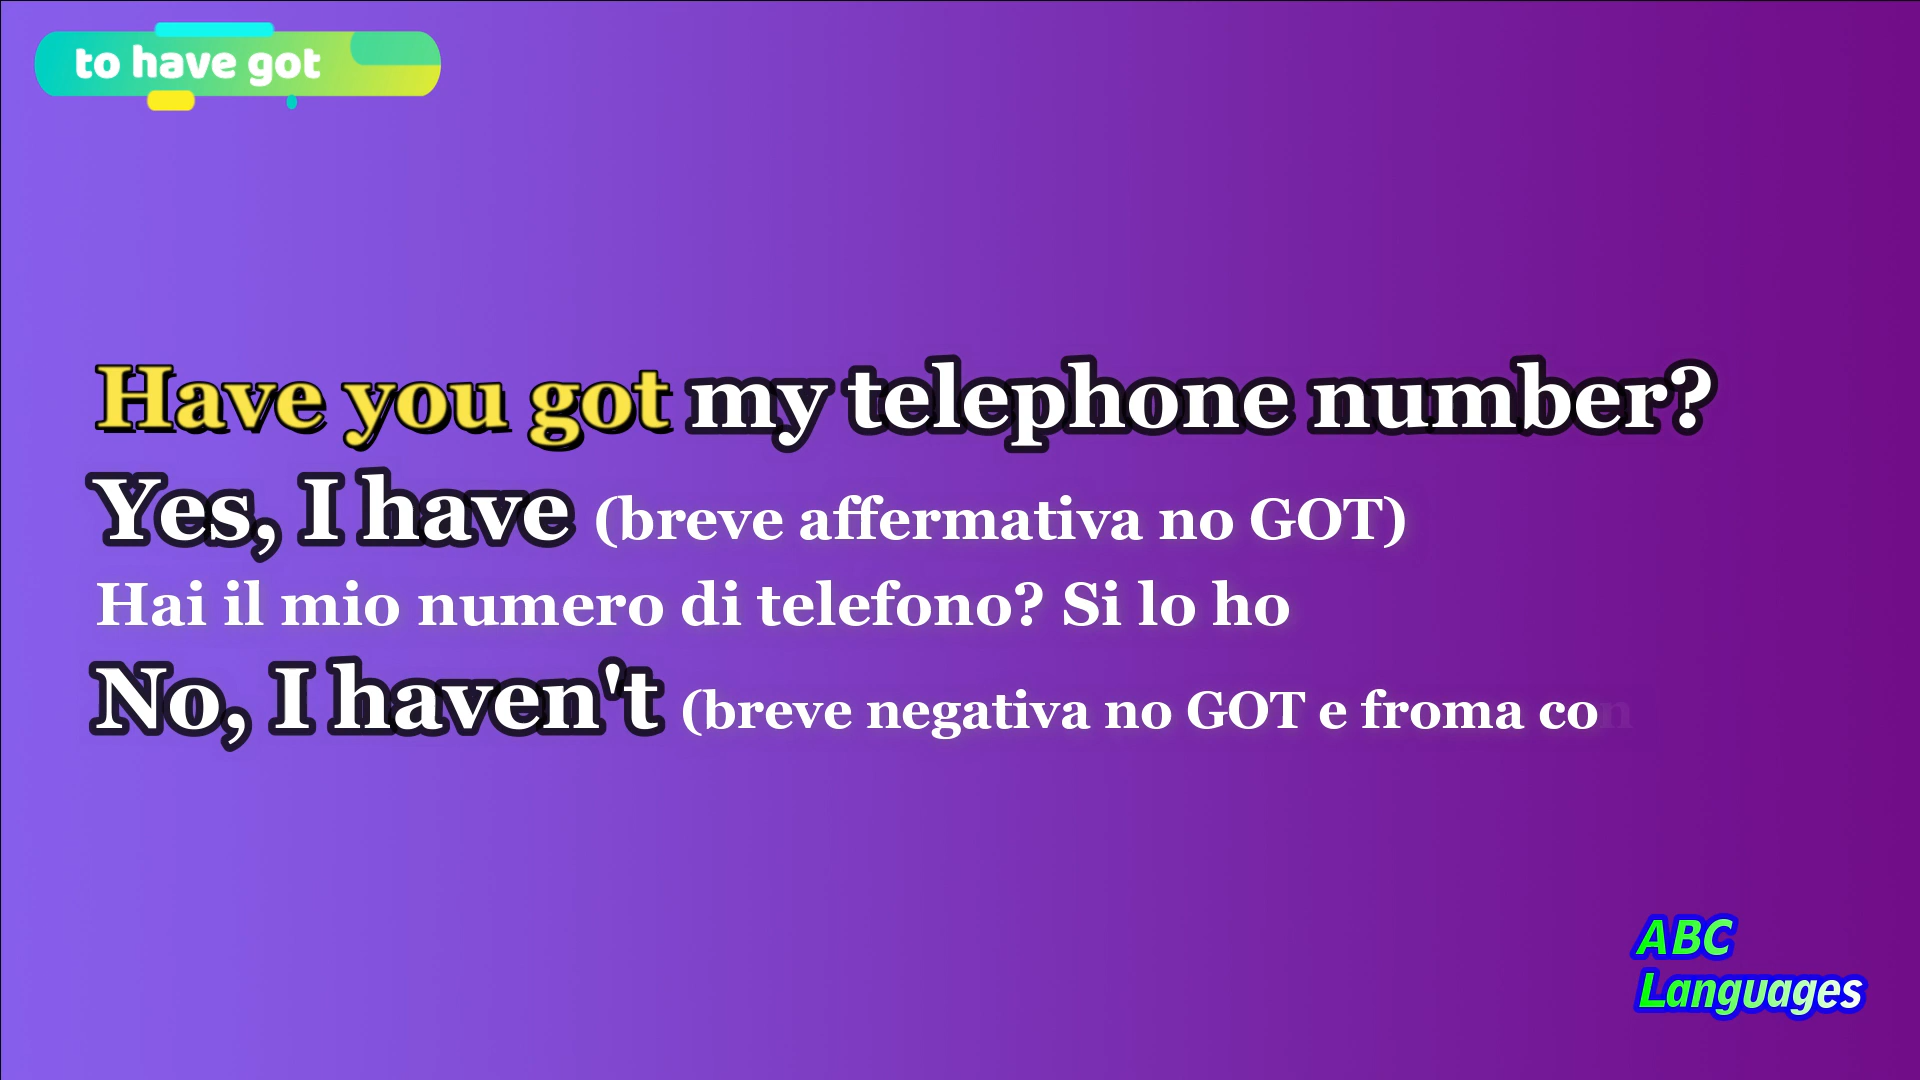 to have got
Have you got my telephone number?
Yes, I have (breve affermativa no GOT)
Hai il mio numero di telefono? Si lo ho
No, I haven't (breve negativa no GOT e froma con
ABC
Languages